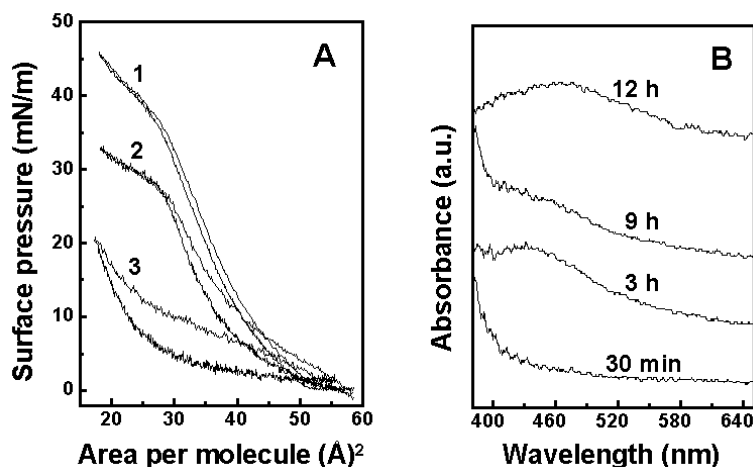 A
50
40
30
20
10
0
1
2
3
20 30 40 50 60
Surface pressure (mN/m)
Area per molecule (Å)²
B
12 h
9 h
3 h
30 min
400 460 520 580 640
Absorbance (a.u.)
Wavelength (nm)